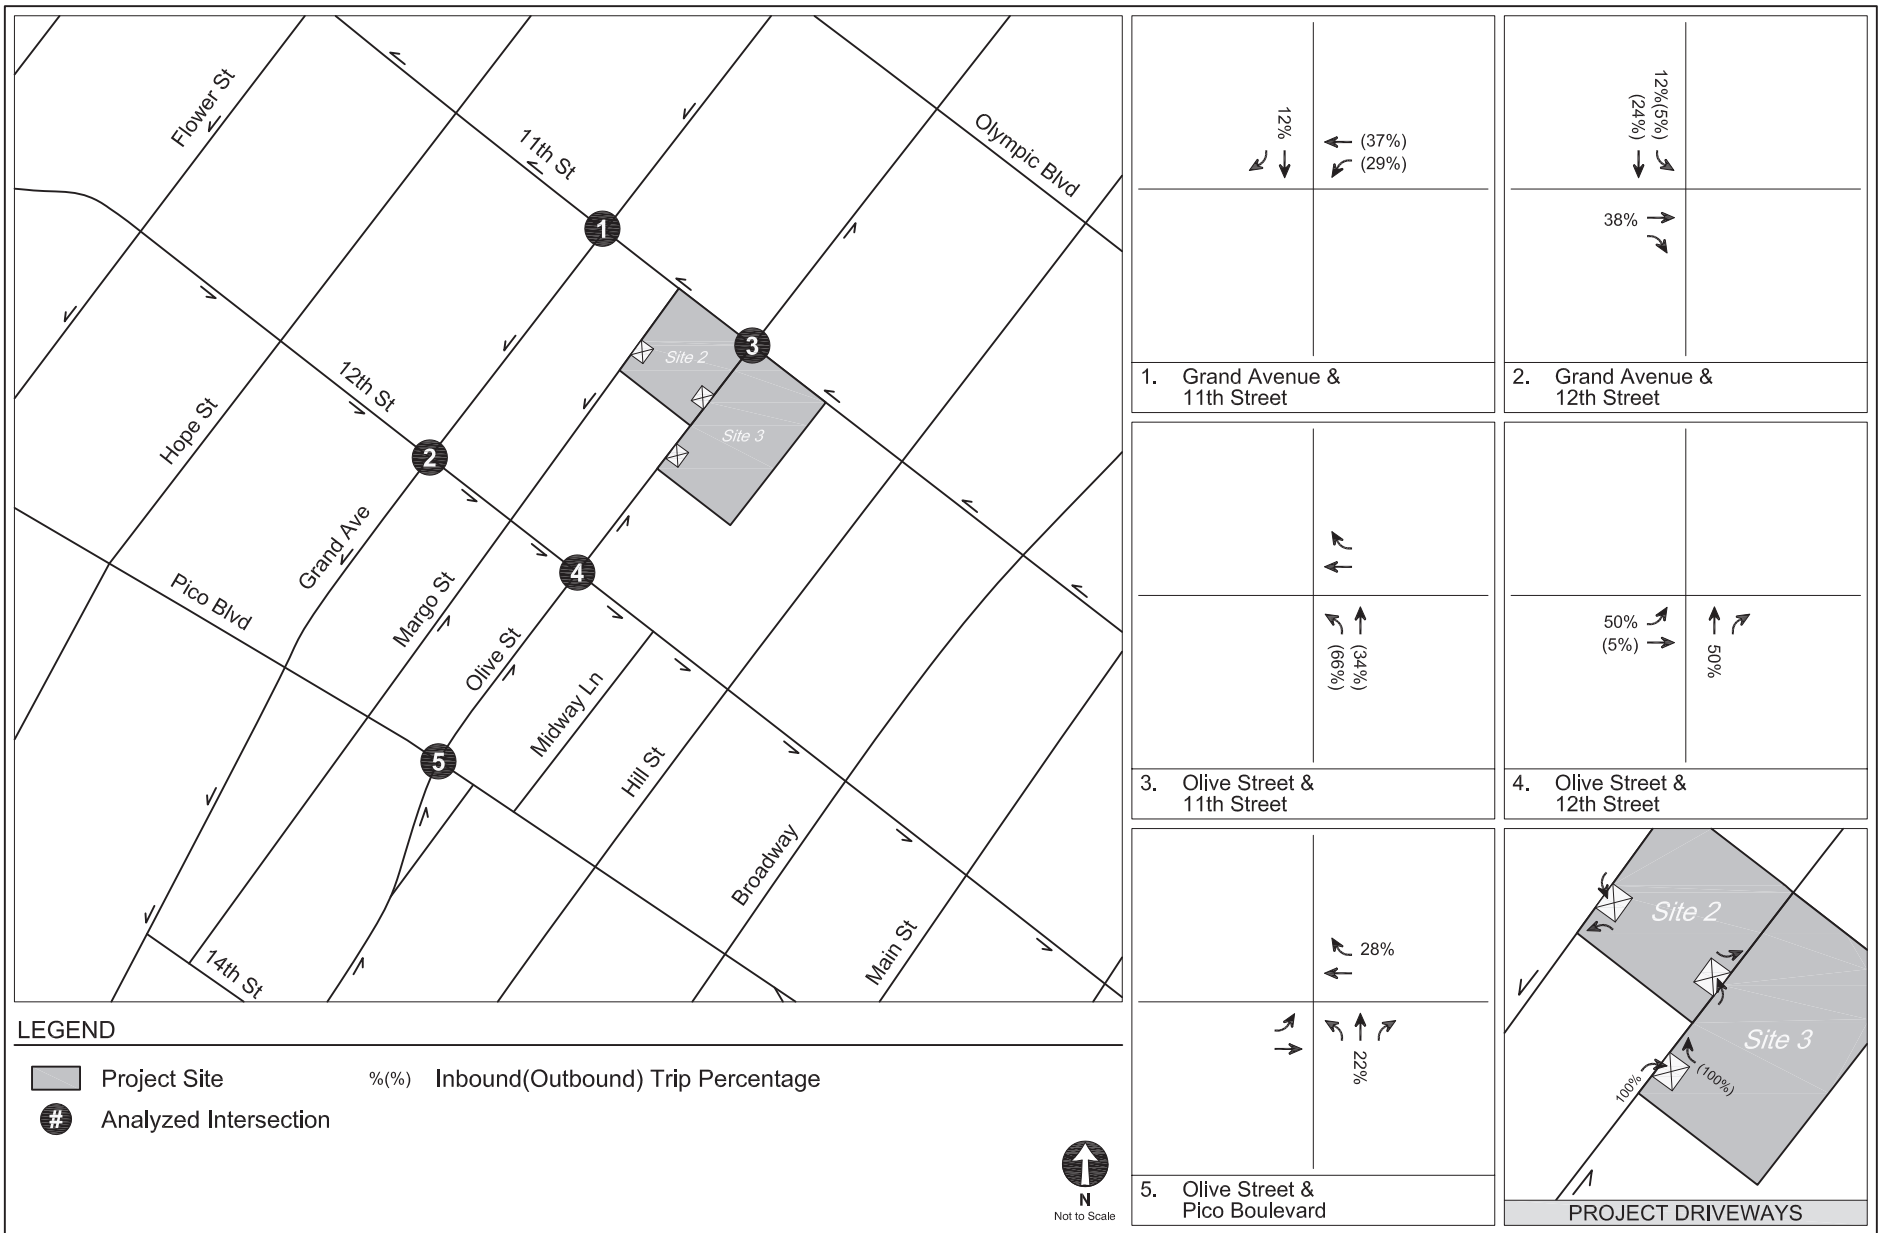 Flower St
11th St
Olympic Blvd
1
Site 2
3
12th St
Hope St
Site 3
2
Grand Ave
Margo St
4
Pico Blvd
Olive St
Midway Ln
5
Hill St
Broadway
Main St
14th St
LEGEND
Project Site
%(%) Inbound(Outbound) Trip Percentage
# Analyzed Intersection
N
Not to Scale
12%
(37%)
(29%)
1. Grand Avenue &
11th Street
12%(5%)
(24%)
38%
2. Grand Avenue &
12th Street
(66%)
(34%)
3. Olive Street &
11th Street
50%
(5%)
50%
4. Olive Street &
12th Street
28%
22%
5. Olive Street &
Pico Boulevard
Site 2
Site 3
100%
(100%)
PROJECT DRIVEWAYS